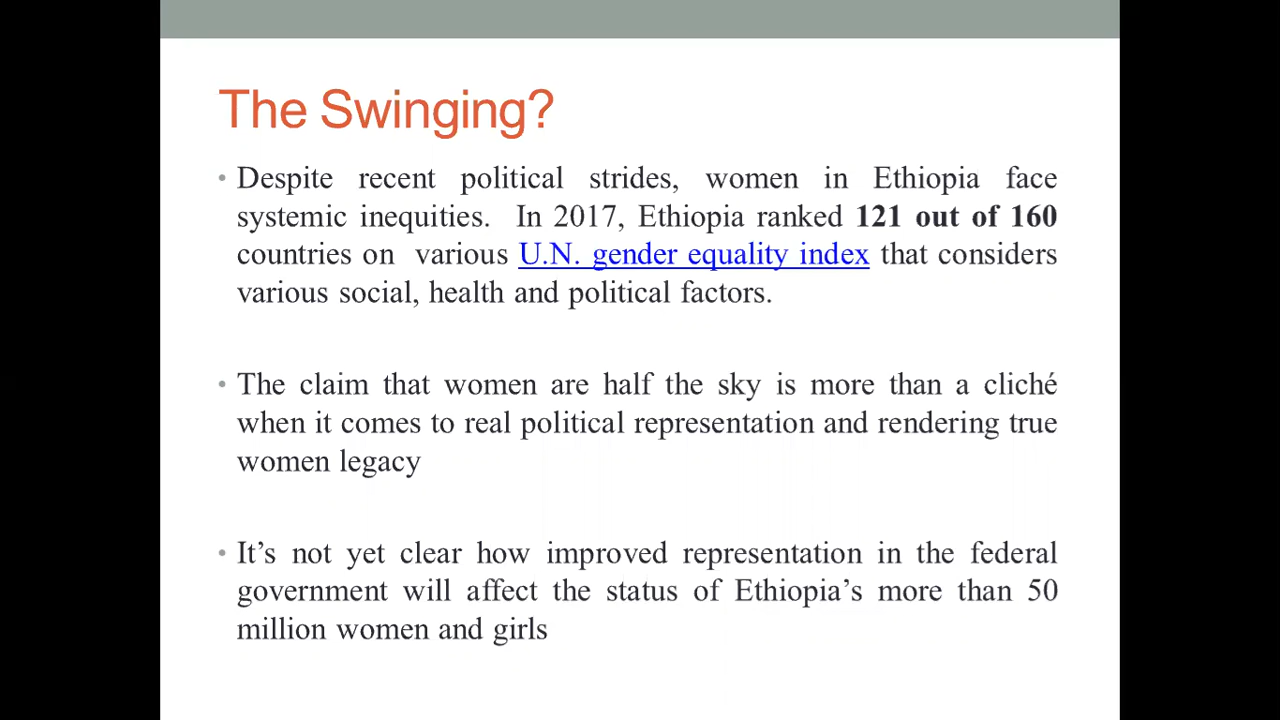 The Swinging?
• Despite recent political strides, women in Ethiopia face
systemic inequities. In 2017, Ethiopia ranked 121 out of 160
countries on various U.N. gender equality index that considers
various social, health and political factors.
• The claim that women are half the sky is more than a cliché
when it comes to real political representation and rendering true
women legacy
• It’s not yet clear how improved representation in the federal
government will affect the status of Ethiopia’s more than 50
million women and girls